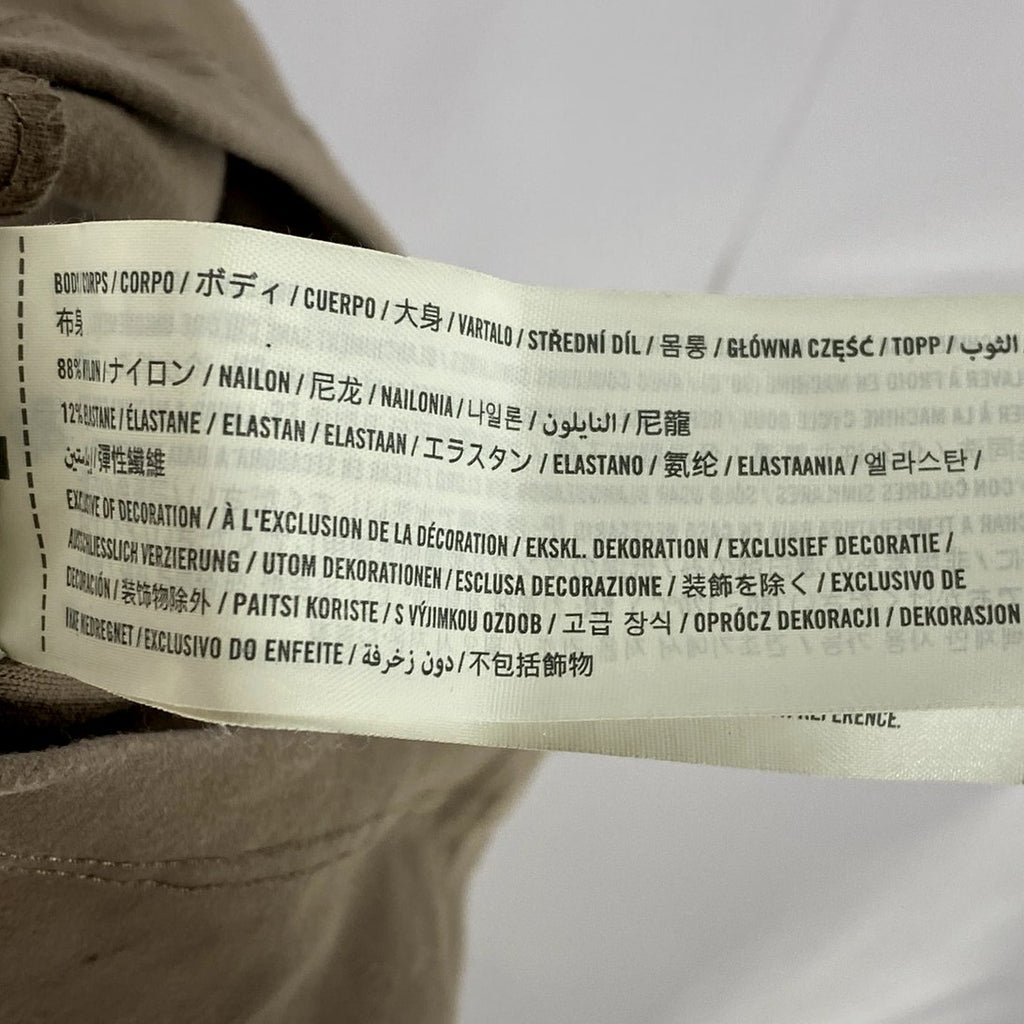 BODY/CORPS / CORPO / ボディ / CUERPO / 大身 / VARTALO / STŘEDNÍ DÍL / 몸통 / GŁÓWNA CZĘŚĆ / TOPP / الثوب
布身
88% NYLON/ナイロン / NAILON / 尼龙 / NAILONIA / 나일론 / النايلون / 尼龍
12% ELASTANE / ÉLASTANE / ELASTAN / ELASTAAN / エラスタン / ELASTANO / 氨纶 / ELASTAANIA / 엘라스탄 /
إيلاستين/彈性纖維
EXCLUSIVE OF DECORATION / À L'EXCLUSION DE LA DÉCORATION / EKSKL. DEKORATION / EXCLUSIEF DECORATIE /
AUSSCHLIESSLICH VERZIERUNG / UTOM DEKORATIONEN / ESCLUSA DECORAZIONE / 装飾を除く / EXCLUSIVO DE
DECORACIÓN / 装饰物除外 / PAITSI KORISTE / S VÝJIMKOU OZDOB / 고급 장식 / OPRÓCZ DEKORACJI / DEKORASJON
IKKE MEDREGNET / EXCLUSIVO DO ENFEITE / دون زخرفة / 不包括飾物
REFERENCE.